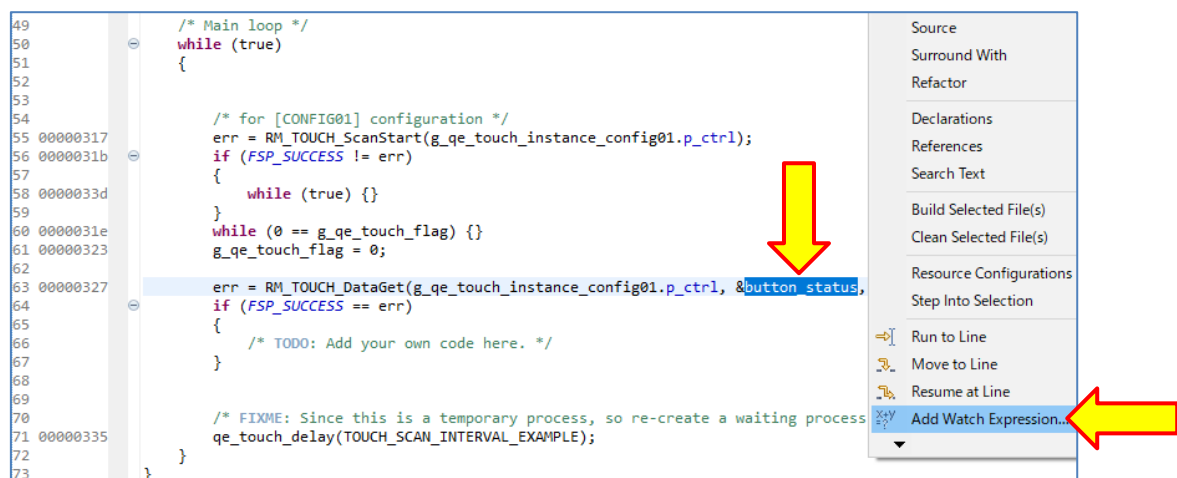 49 /* Main loop */
50 while (true)
51 {
52
53
54 /* for [CONFIG01] configuration */
55 00000317 err = RM_TOUCH_ScanStart(g_qe_touch_instance_config01.p_ctrl);
56 0000031b if (FSP_SUCCESS != err)
57 {
58 0000033d while (true) {}
59 }
60 0000031e while (0 == g_qe_touch_flag) {}
61 00000323 g_qe_touch_flag = 0;
62
63 00000327 err = RM_TOUCH_DataGet(g_qe_touch_instance_config01.p_ctrl, &button_status,
64 if (FSP_SUCCESS == err)
65 {
66 /* TODO: Add your own code here. */
67 }
68
69
70 /* FIXME: Since this is a temporary process, so re-create a waiting process
71 00000335 qe_touch_delay(TOUCH_SCAN_INTERVAL_EXAMPLE);
72 }
73 }
Source
Surround With
Refactor
Declarations
References
Search Text
Build Selected File(s)
Clean Selected File(s)
Resource Configurations
Step Into Selection
Run to Line
Move to Line
Resume at Line
Add Watch Expression...